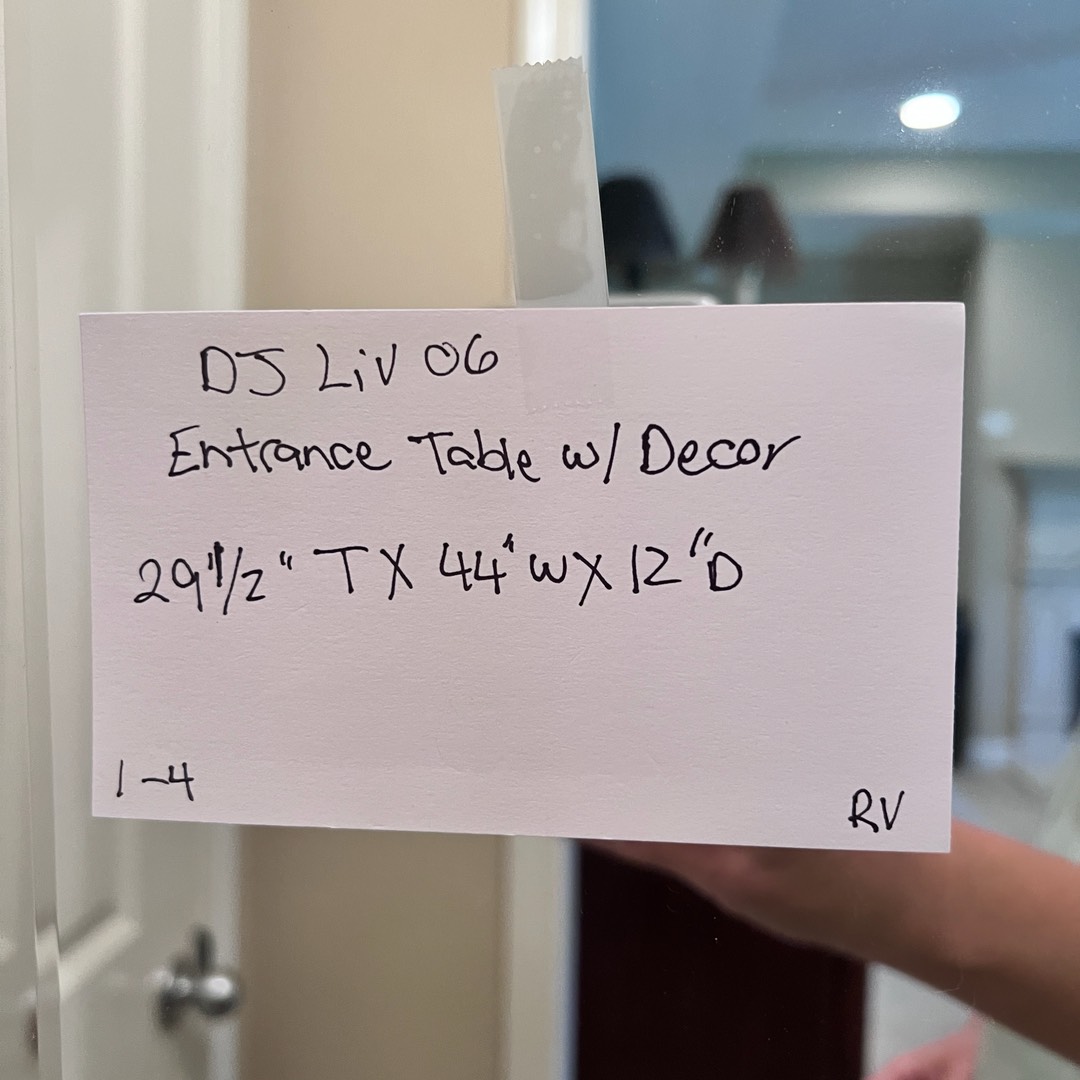 DJ Liv 06
Entrance Table w/ Decor
29 1/2" T X 44" W X 12" D
1-4
RV